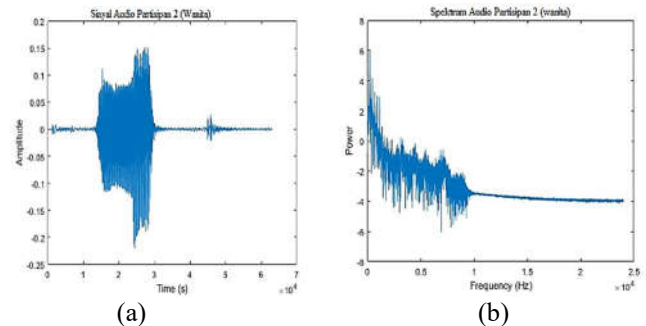 Sinyal Audio Partisipan 2 (Wanita)
0.2
0.15
0.1
0.05
0
-0.05
-0.1
-0.15
-0.2
-0.25
Amplitude
0 1 2 3 4 5 6 7
Time (s)
×10⁴
(a)
Spektrum Audio Partisipan 2 (wanita)
8
6
4
2
0
-2
-4
-6
-8
Power
0 0.5 1 1.5 2 2.5
Frequency (Hz)
×10⁴
(b)